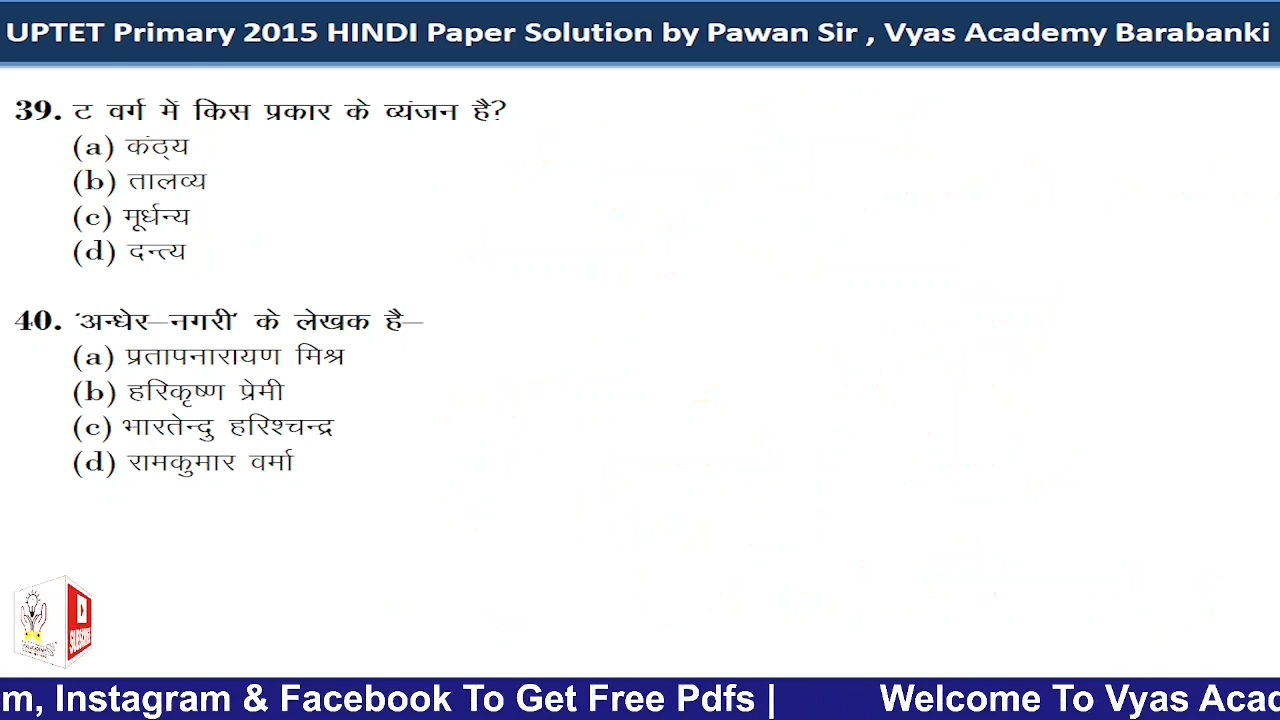 UPTET Primary 2015 HINDI Paper Solution by Pawan Sir , Vyas Academy Barabanki
39. ट वर्ग में किस प्रकार के व्यंजन है?
(a) कंठ्य
(b) तालव्य
(c) मूर्धन्य
(d) दन्त्य
40. 'अन्धेर–नगरी' के लेखक है–
(a) प्रतापनारायण मिश्र
(b) हरिकृष्ण प्रेमी
(c) भारतेन्दु हरिश्चन्द्र
(d) रामकुमार वर्मा
SUBSCRIBE
m, Instagram & Facebook To Get Free Pdfs | Welcome To Vyas Acad